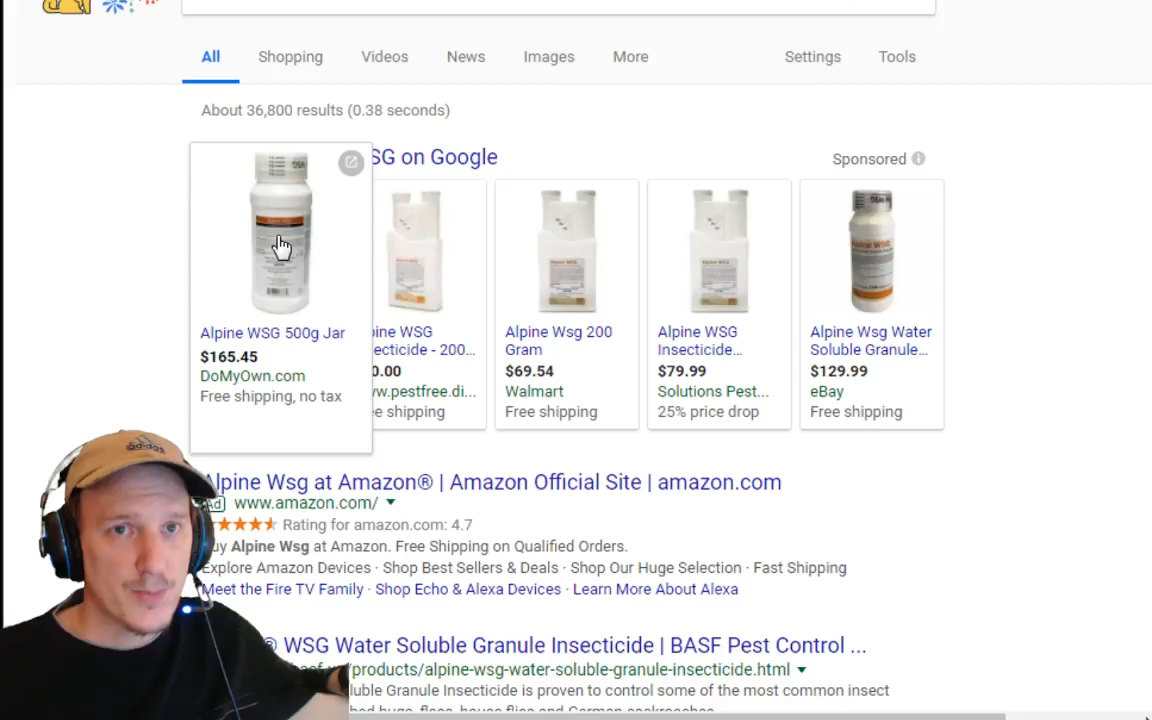 All
Shopping
Videos
News
Images
More
Settings
Tools
About 36,800 results (0.38 seconds)
SG on Google
Sponsored
Alpine WSG 500g Jar
$165.45
DoMyOwn.com
Free shipping, no tax
pine WSG
ecticide - 200...
0.00
w.pestfree.di...
ee shipping
Alpine Wsg 200
Gram
$69.54
Walmart
Free shipping
Alpine WSG
Insecticide...
$79.99
Solutions Pest...
25% price drop
Alpine Wsg Water
Soluble Granule...
$129.99
eBay
Free shipping
Alpine Wsg at Amazon® | Amazon Official Site | amazon.com
Ad www.amazon.com/
Rating for amazon.com: 4.7
uy Alpine Wsg at Amazon. Free Shipping on Qualified Orders.
Explore Amazon Devices · Shop Best Sellers & Deals · Shop Our Huge Selection · Fast Shipping
Meet the Fire TV Family · Shop Echo & Alexa Devices · Learn More About Alexa
® WSG Water Soluble Granule Insecticide | BASF Pest Control ...
/products/alpine-wsg-water-soluble-granule-insecticide.html
luble Granule Insecticide is proven to control some of the most common insect
adidas